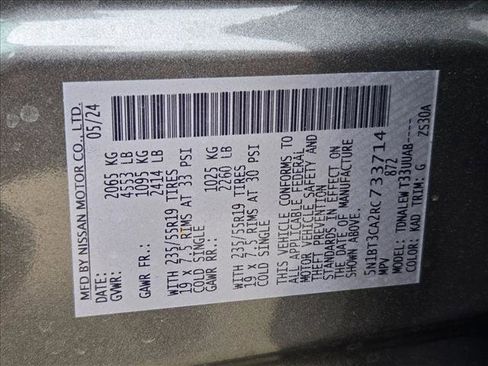 MFD BY NISSAN MOTOR CO., LTD.
DATE: 05/24
GVWR: 2065 KG
4553 LB
GAWR FR.: 1095 KG
2414 LB
WITH 235/55R19 TIRES
19 X 7.5 RIMS AT 33 PSI
COLD SINGLE
GAWR RR.: 1025 KG
2260 LB
WITH 235/55R19 TIRES
19 X 7.5 RIMS AT 30 PSI
COLD SINGLE
THIS VEHICLE CONFORMS TO
ALL APPLICABLE FEDERAL
MOTOR VEHICLE SAFETY AND
THEFT PREVENTION
STANDARDS IN EFFECT ON
THE DATE OF MANUFACTURE
SHOWN ABOVE.
5N1BT3CA2RC733714
MPV 872
MODEL: TDNALEW T33UUAB----
COLOR: KAD TRIM: G ZS30A